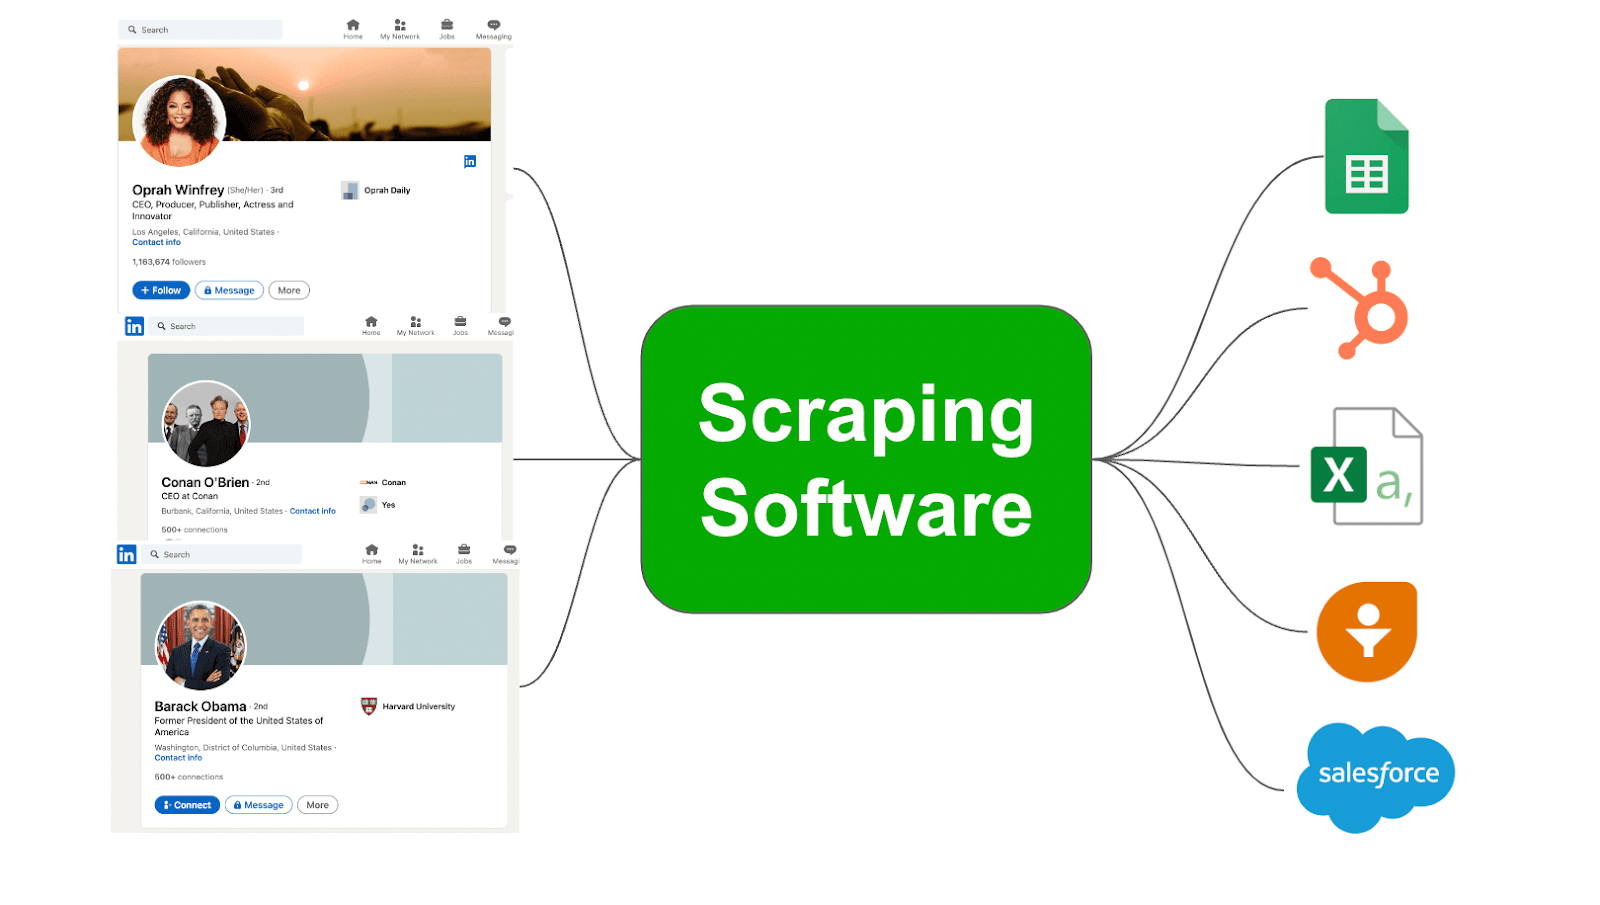 Search
Home
My Network
Jobs
Messaging
in
Oprah Winfrey (She/Her) · 3rd
CEO, Producer, Publisher, Actress and
Innovator
Los Angeles, California, United States ·
Contact info
1,163,674 followers
+ Follow
Message
More
Oprah Daily
in
Search
Home
My Network
Jobs
Messagi
Conan O'Brien · 2nd
CEO at Conan
Burbank, California, United States · Contact info
500+ connections
CONAN
Conan
Yes
in
Search
Home
My Network
Jobs
Messagi
Barack Obama · 2nd
Former President of the United States of
America
Washington, District of Columbia, United States ·
Contact info
500+ connections
Connect
Message
More
Harvard University
Scraping
Software
X
a,
salesforce